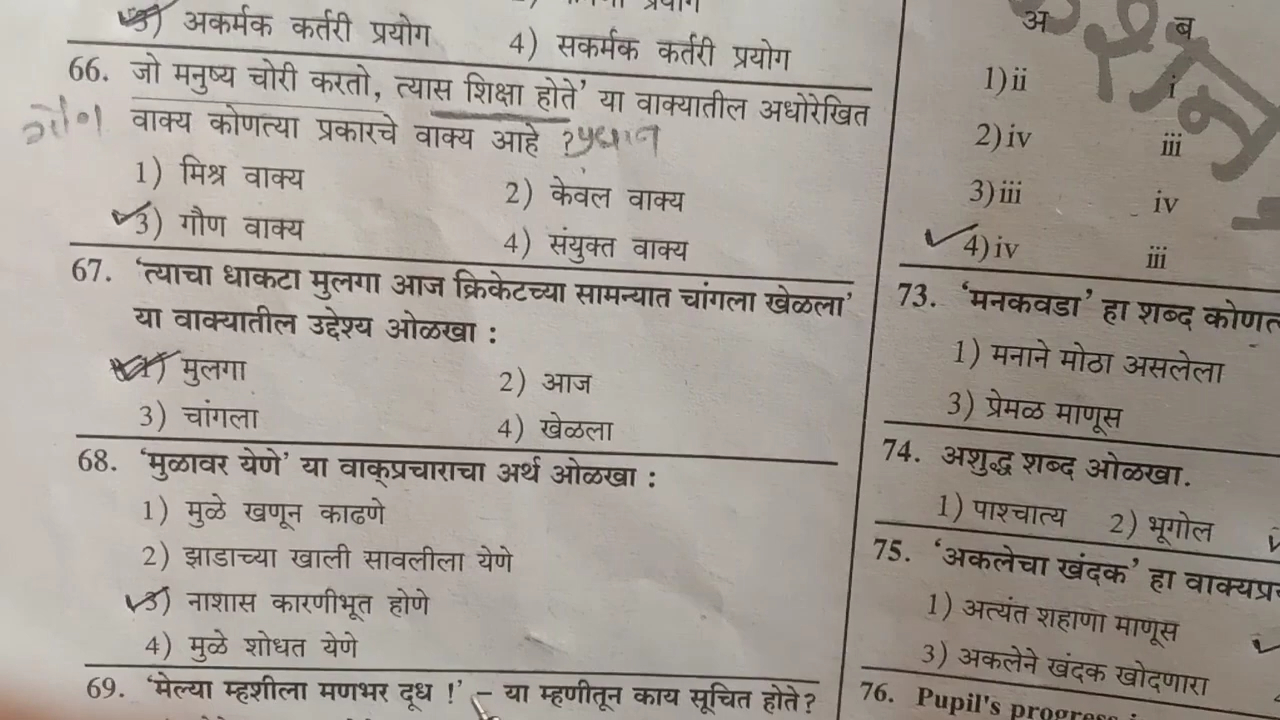 3) अकर्मक कर्तरी प्रयोग 4) सकर्मक कर्तरी प्रयोग
66. जो मनुष्य चोरी करतो, त्यास शिक्षा होते' या वाक्यातील अधोरेखित
गौण वाक्य कोणत्या प्रकारचे वाक्य आहे ? प्रधान
1) मिश्र वाक्य 2) केवल वाक्य
3) गौण वाक्य 4) संयुक्त वाक्य
67. 'त्याचा धाकटा मुलगा आज क्रिकेटच्या सामन्यात चांगला खेळला'
या वाक्यातील उद्देश्य ओळखा :
1) मुलगा 2) आज
3) चांगला 4) खेळला
68. 'मुळावर येणे' या वाक्प्रचाराचा अर्थ ओळखा :
1) मुळे खणून काढणे
2) झाडाच्या खाली सावलीला येणे
3) नाशास कारणीभूत होणे
4) मुळे शोधत येणे
69. 'मेल्या म्हशीला मणभर दूध !' – या म्हणीतून काय सूचित होते?
अ ब
1) ii i
2) iv iii
3) iii iv
4) iv iii
73. 'मनकवडा' हा शब्द
1) मनाने मोठा असलेला
3) प्रेमळ माणूस
74. अशुद्ध शब्द ओळखा.
1) पाश्चात्य 2) भूगोल
75. 'अकलेचा खंदक' हा
1) अत्यंत शहाणा माणूस
3) अकलेने खंदक खोदणारा
76. Pupil's progress